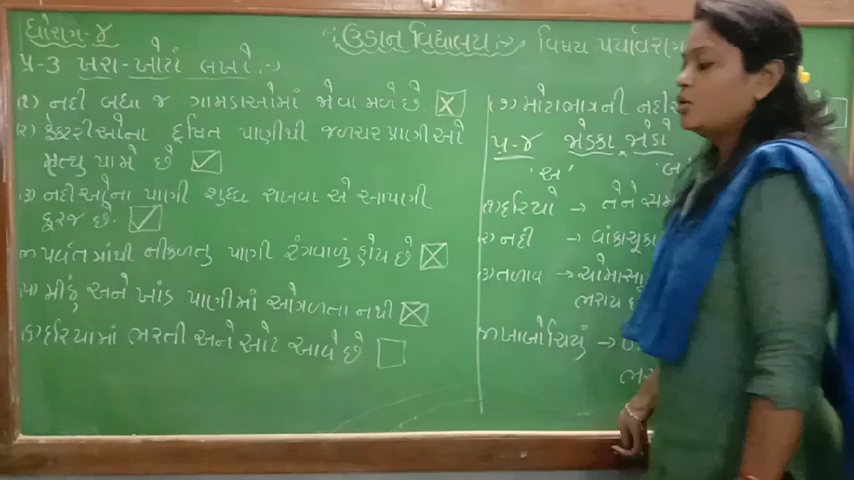 ધોરણ-૪
ઉડાન વિદ્યાલય
વિષય પર્યાવરણ
પ્ર-૩ ખરા-ખોટાં લખો.:-
(૧) નદી બધા જ ગામડાઓમાં જોવા મળે છે. ☒
(૨) ફેક્ટરીઓના દૂષિત પાણીથી જળચર પ્રાણીઓ
મૃત્યુ પામે છે ☑
(૩) નદીઓના પાણી શુદ્ધ રાખવા એ આપાણી
ફરજ છે. ☑
(૪) પર્વતમાંથી નીકળતુ પાણી રંગવાળું હોય છે ☒
(૫) મીઠું અને ખાંડ પાણીમાં ઓગળતા નથી ☒
(૬) દરિયામાં ભરતી અને ઓટ આવે છે ☐
(૭) મોટાભાગની
પ્ર-૪ જોડકા જોડો
'અ'
(૧) દરિયો →
(૨) નદી →
(૩) તળાવ →
ભરાય
(૪) ખાબોચિયું →